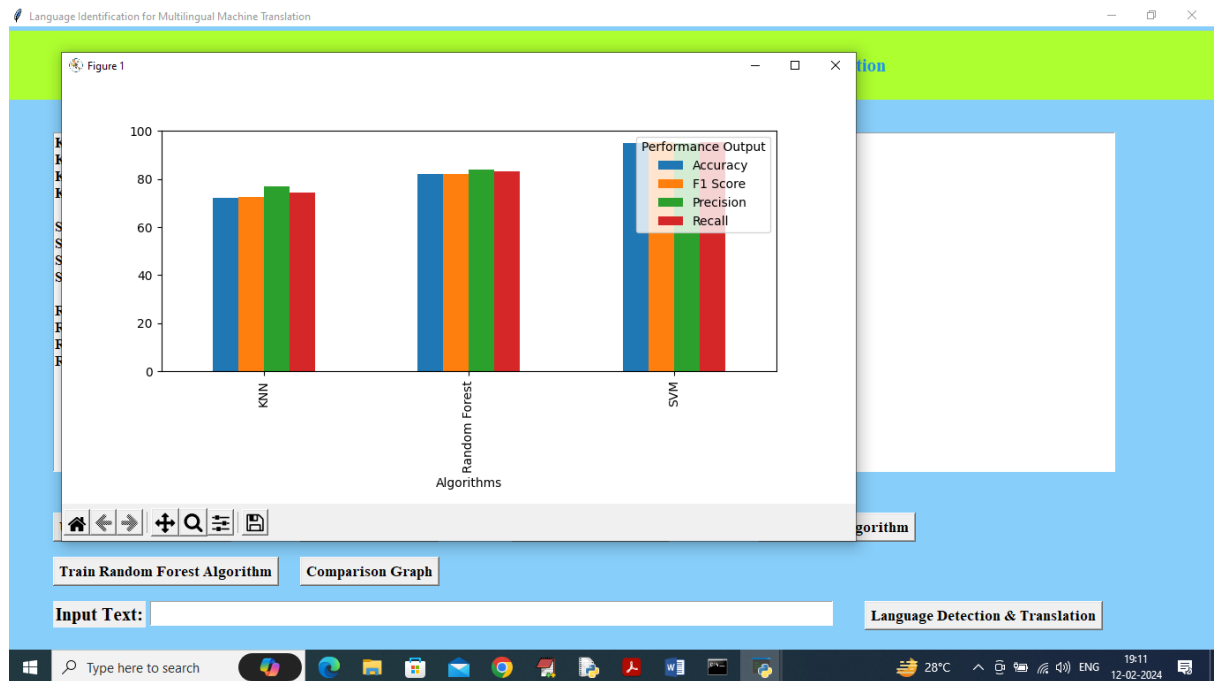 Language Identification for Multilingual Machine Translation
Figure 1
tion
100
80
60
40
20
0
Performance Output
Accuracy
F1 Score
Precision
Recall
KNN
Random Forest
SVM
Algorithms
K
K
K
K
S
S
S
S
R
R
R
R
gorithm
Train Random Forest Algorithm
Comparison Graph
Input Text:
Language Detection & Translation
Type here to search
28°C
ENG
19:11
12-02-2024